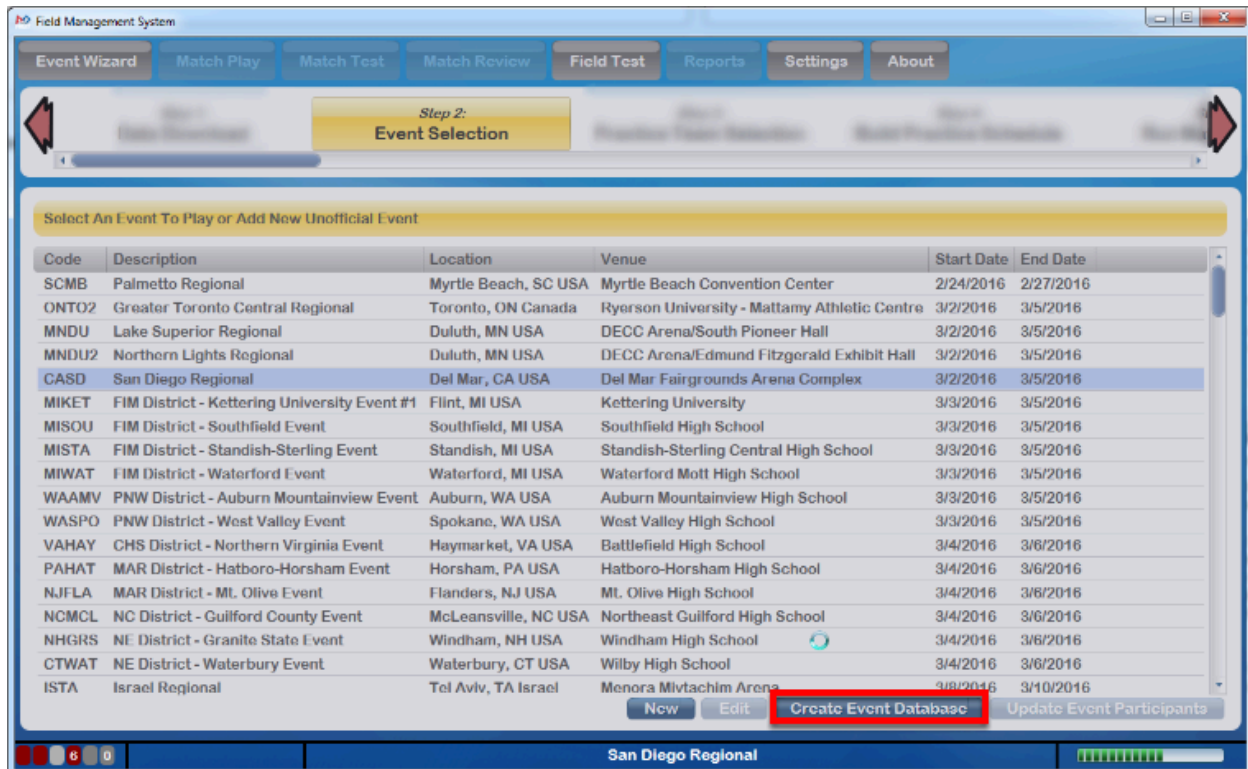 Field Management System
Event Wizard Match Play Match Test Match Review Field Test Reports Settings About
Step 2:
Data Download Event Selection Practice Team Selection Build Practice Schedule
Select An Event To Play or Add New Unofficial Event
Code Description Location Venue Start Date End Date
SCMB Palmetto Regional Myrtle Beach, SC USA Myrtle Beach Convention Center 2/24/2016 2/27/2016
ONTO2 Greater Toronto Central Regional Toronto, ON Canada Ryerson University - Mattamy Athletic Centre 3/2/2016 3/5/2016
MNDU Lake Superior Regional Duluth, MN USA DECC Arena/South Pioneer Hall 3/2/2016 3/5/2016
MNDU2 Northern Lights Regional Duluth, MN USA DECC Arena/Edmund Fitzgerald Exhibit Hall 3/2/2016 3/5/2016
CASD San Diego Regional Del Mar, CA USA Del Mar Fairgrounds Arena Complex 3/2/2016 3/5/2016
MIKET FIM District - Kettering University Event #1 Flint, MI USA Kettering University 3/3/2016 3/5/2016
MISOU FIM District - Southfield Event Southfield, MI USA Southfield High School 3/3/2016 3/5/2016
MISTA FIM District - Standish-Sterling Event Standish, MI USA Standish-Sterling Central High School 3/3/2016 3/5/2016
MIWAT FIM District - Waterford Event Waterford, MI USA Waterford Mott High School 3/3/2016 3/5/2016
WAAMV PNW District - Auburn Mountainview Event Auburn, WA USA Auburn Mountainview High School 3/3/2016 3/5/2016
WASPO PNW District - West Valley Event Spokane, WA USA West Valley High School 3/3/2016 3/5/2016
VAHAY CHS District - Northern Virginia Event Haymarket, VA USA Battlefield High School 3/4/2016 3/6/2016
PAHAT MAR District - Hatboro-Horsham Event Horsham, PA USA Hatboro-Horsham High School 3/4/2016 3/6/2016
NJFLA MAR District - Mt. Olive Event Flanders, NJ USA Mt. Olive High School 3/4/2016 3/6/2016
NCMCL NC District - Guilford County Event McLeansville, NC USA Northeast Guilford High School 3/4/2016 3/6/2016
NHGRS NE District - Granite State Event Windham, NH USA Windham High School 3/4/2016 3/6/2016
CTWAT NE District - Waterbury Event Waterbury, CT USA Wilby High School 3/4/2016 3/6/2016
ISTA Israel Regional Tel Aviv, TA Israel Menora Mivtachim Arena 3/8/2016 3/10/2016
New Edit Create Event Database Update Event Participants
6 0 San Diego Regional